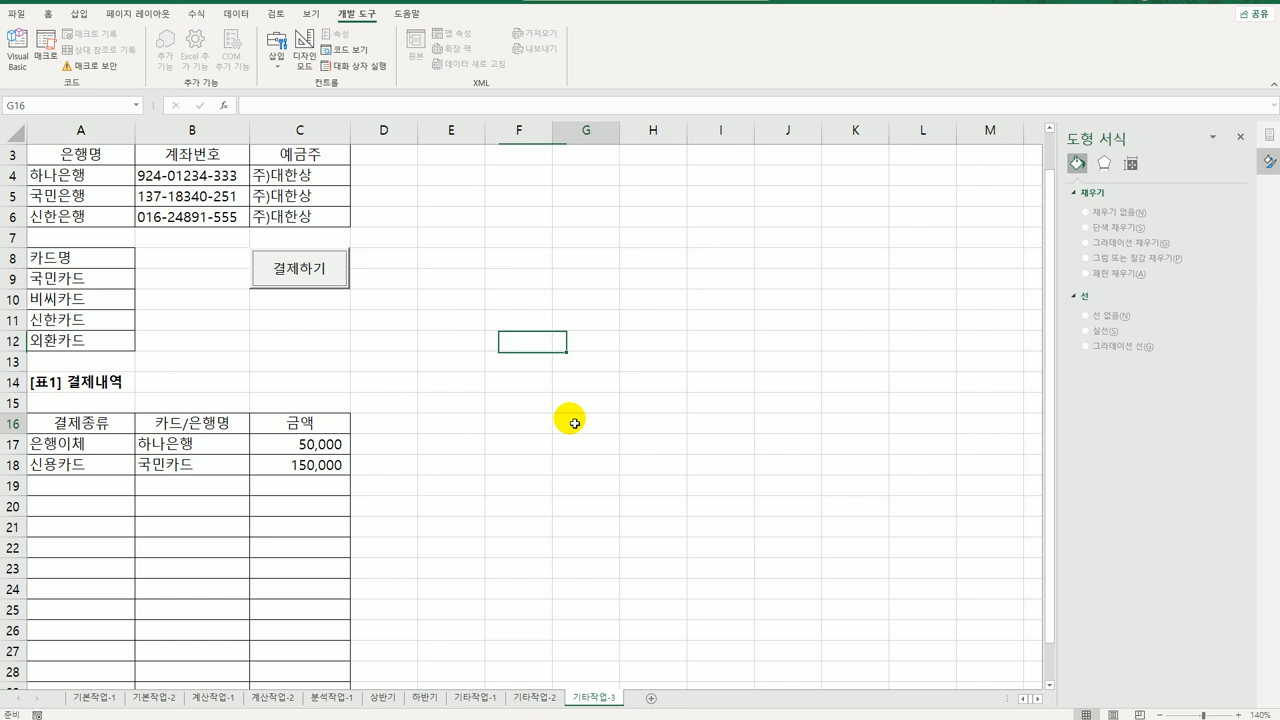 파일 홈 삽입 페이지 레이아웃 수식 데이터 검토 보기 개발 도구 도움말 공유
Visual Basic 매크로 매크로 기록 상대 참조로 기록 매크로 보안 코드
추가 기능 Excel 추가 기능 COM 추가 기능 추가 기능
삽입 디자인 모드 속성 코드 보기 대화 상자 실행 컨트롤
원본 맵 속성 확장 팩 데이터 새로 고침 가져오기 내보내기 XML
G16 fx
A B C D E F G H I J K L M
3 은행명 계좌번호 예금주
4 하나은행 924-01234-333 주)대한상
5 국민은행 137-18340-251 주)대한상
6 신한은행 016-24891-555 주)대한상
7
8 카드명 결제하기
9 국민카드
10 비씨카드
11 신한카드
12 외환카드
13
14 [표1] 결제내역
15
16 결제종류 카드/은행명 금액
17 은행이체 하나은행 50,000
18 신용카드 국민카드 150,000
19
20
21
22
23
24
25
26
27
28
도형 서식
채우기
채우기 없음(N)
단색 채우기(S)
그라데이션 채우기(G)
그림 또는 질감 채우기(P)
패턴 채우기(A)
선
선 없음(N)
실선(S)
그라데이션 선(G)
기본작업-1 기본작업-2 계산작업-1 계산작업-2 분석작업-1 상반기 하반기 기타작업-1 기타작업-2 기타작업-3
준비 140%